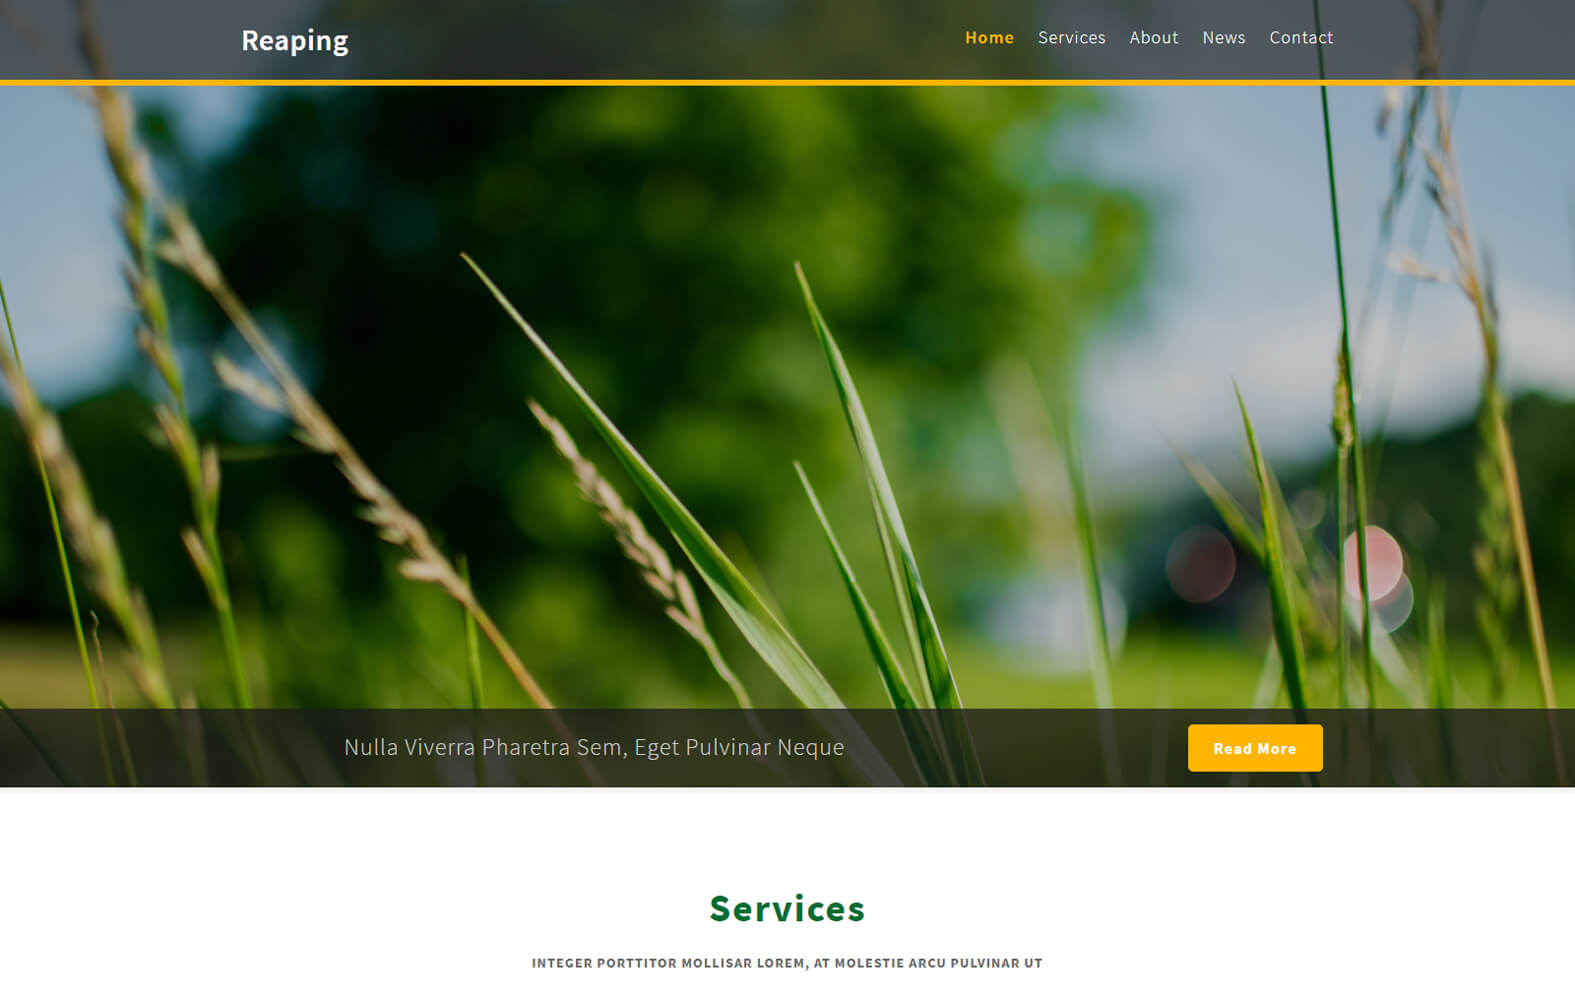 Reaping
Home Services About News Contact
Nulla Viverra Pharetra Sem, Eget Pulvinar Neque
Read More
Services
INTEGER PORTTITOR MOLLISAR LOREM, AT MOLESTIE ARCU PULVINAR UT